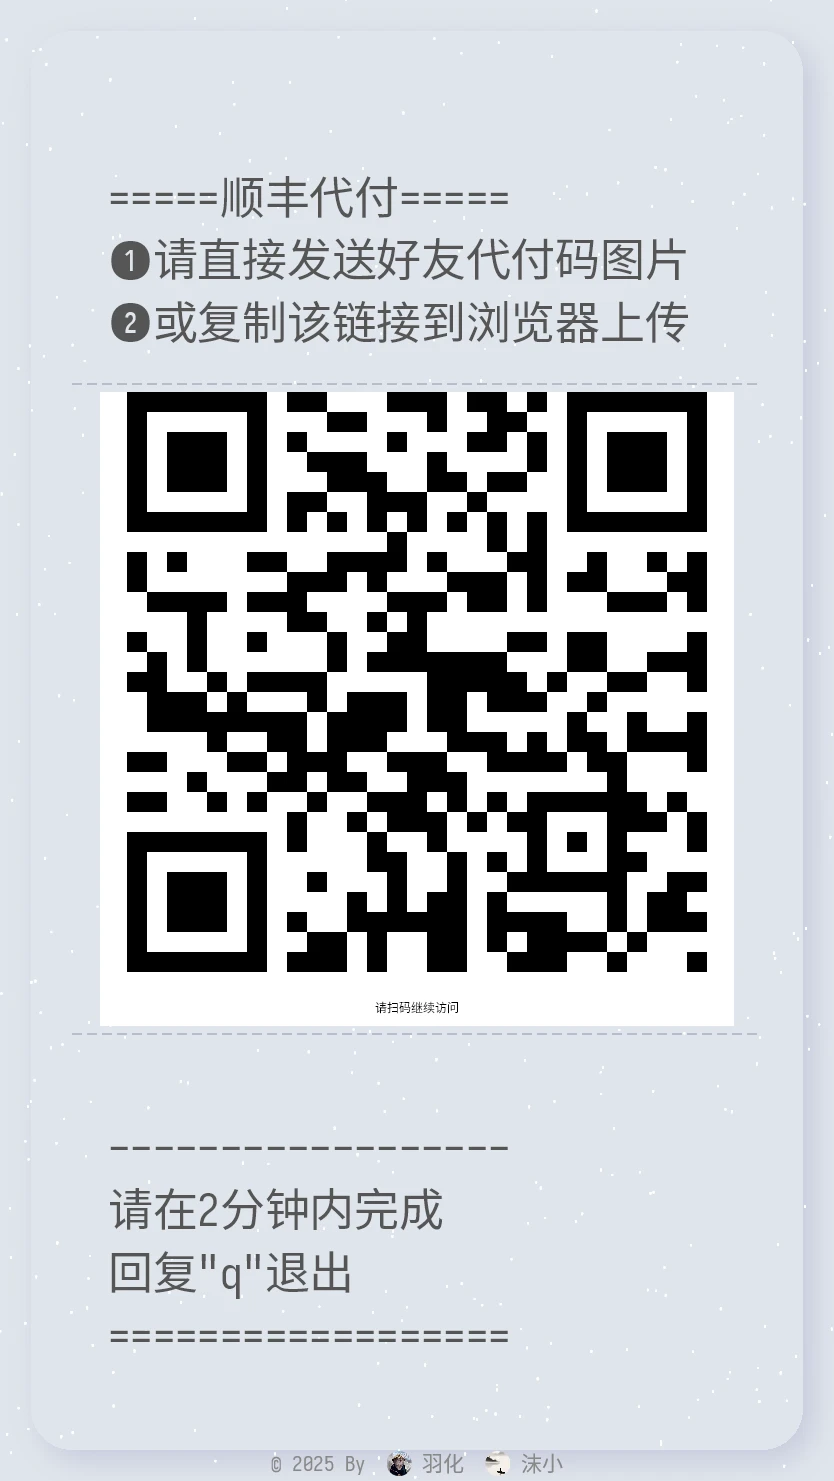 =====顺丰代付=====
❶请直接发送好友代付码图片
❷或复制该链接到浏览器上传
请扫码继续访问
------------------
请在2分钟内完成
回复"q"退出
==================
© 2025 By 羽化 沫小